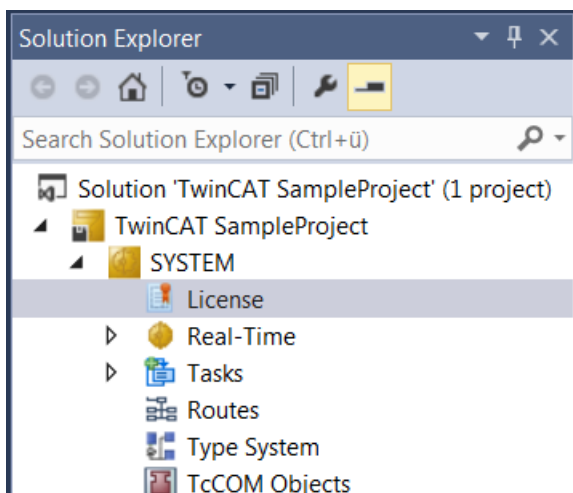 Solution Explorer
Search Solution Explorer (Ctrl+ü)
Solution 'TwinCAT SampleProject' (1 project)
TwinCAT SampleProject
SYSTEM
License
Real-Time
Tasks
Routes
Type System
TcCOM Objects